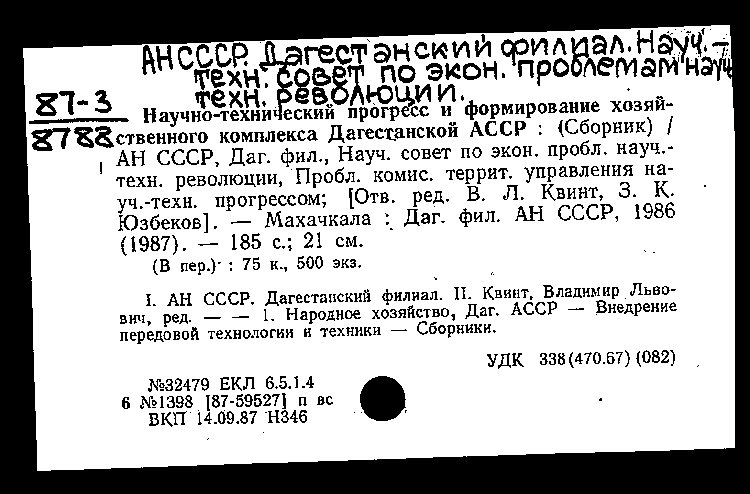 АН СССР. Дагестанский филиал. Науч.-
техн. совет по экон. проблемам науч
техн. революции.
87-3
8788
Научно-технический прогресс и формирование хозяй-
ственного комплекса Дагестанской АССР : (Сборник) /
АН СССР, Даг. фил., Науч. совет по экон. пробл. науч.-
техн. революции, Пробл. комис. террит. управления на-
уч.-техн. прогрессом; [Отв. ред. В. Л. Квинт, З. К.
Юзбеков]. — Махачкала : Даг. фил. АН СССР, 1986
(1987). — 185 с.; 21 см.
(В пер.) : 75 к., 500 экз.
I. АН СССР. Дагестанский филиал. II. Квинт, Владимир Льво-
вич, ред. — — 1. Народное хозяйство, Даг. АССР — Внедрение
передовой технологии и техники — Сборники.
УДК 338(470.67) (082)
№32479 ЕКЛ 6.5.1.4
6 №1398 [87-59527] п вс
ВКП 14.09.87 Н346